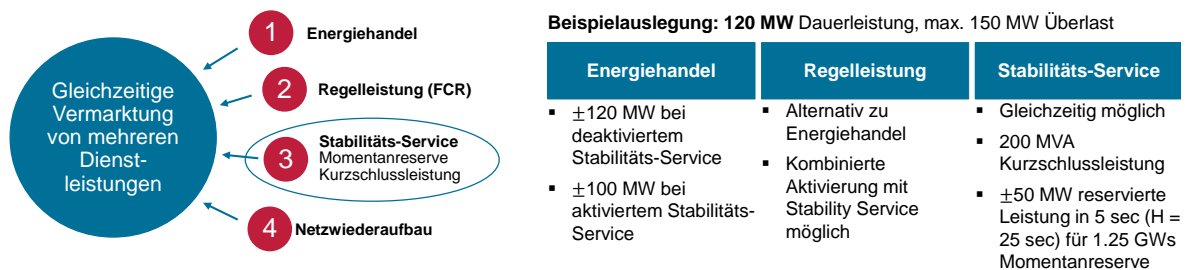 Gleichzeitige
Vermarktung
von mehreren
Dienst-
leistungen
1
Energiehandel
2
Regelleistung (FCR)
3
Stabilitäts-Service
Momentanreserve
Kurzschlussleistung
4
Netzwiederaufbau
Beispielauslegung: 120 MW Dauerleistung, max. 150 MW Überlast
Energiehandel
▪ ±120 MW bei
deaktiviertem
Stabilitäts-Service
▪ ±100 MW bei
aktiviertem Stabilitäts-
Service
Regelleistung
▪ Alternativ zu
Energiehandel
▪ Kombinierte
Aktivierung mit
Stability Service
möglich
Stabilitäts-Service
▪ Gleichzeitig möglich
▪ 200 MVA
Kurzschlussleistung
▪ ±50 MW reservierte
Leistung in 5 sec (H =
25 sec) für 1.25 GWs
Momentanreserve